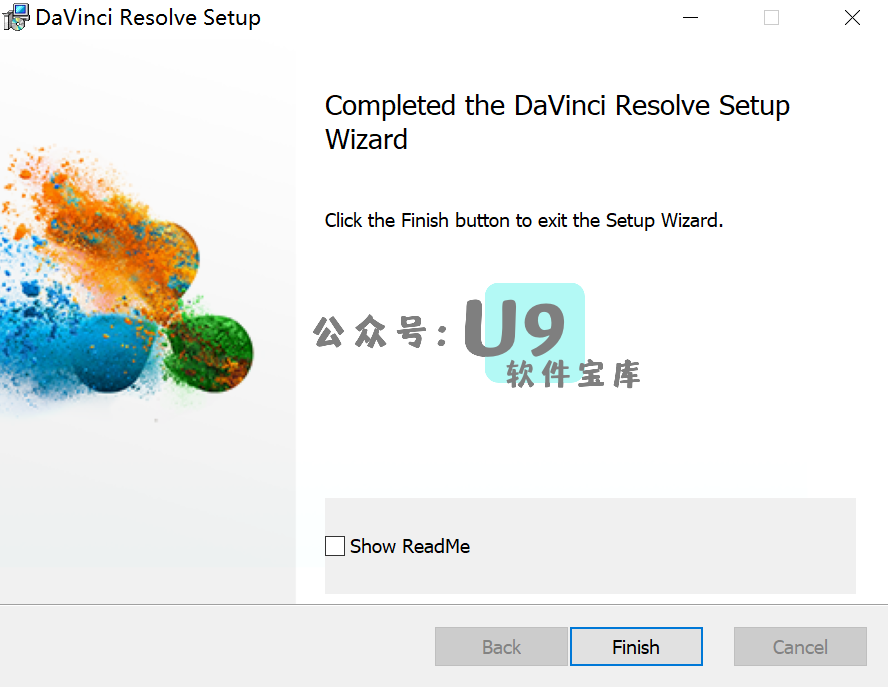 DaVinci Resolve Setup
Completed the DaVinci Resolve Setup
Wizard
Click the Finish button to exit the Setup Wizard.
公众号：U9
软件宝库
Show ReadMe
Back
Finish
Cancel